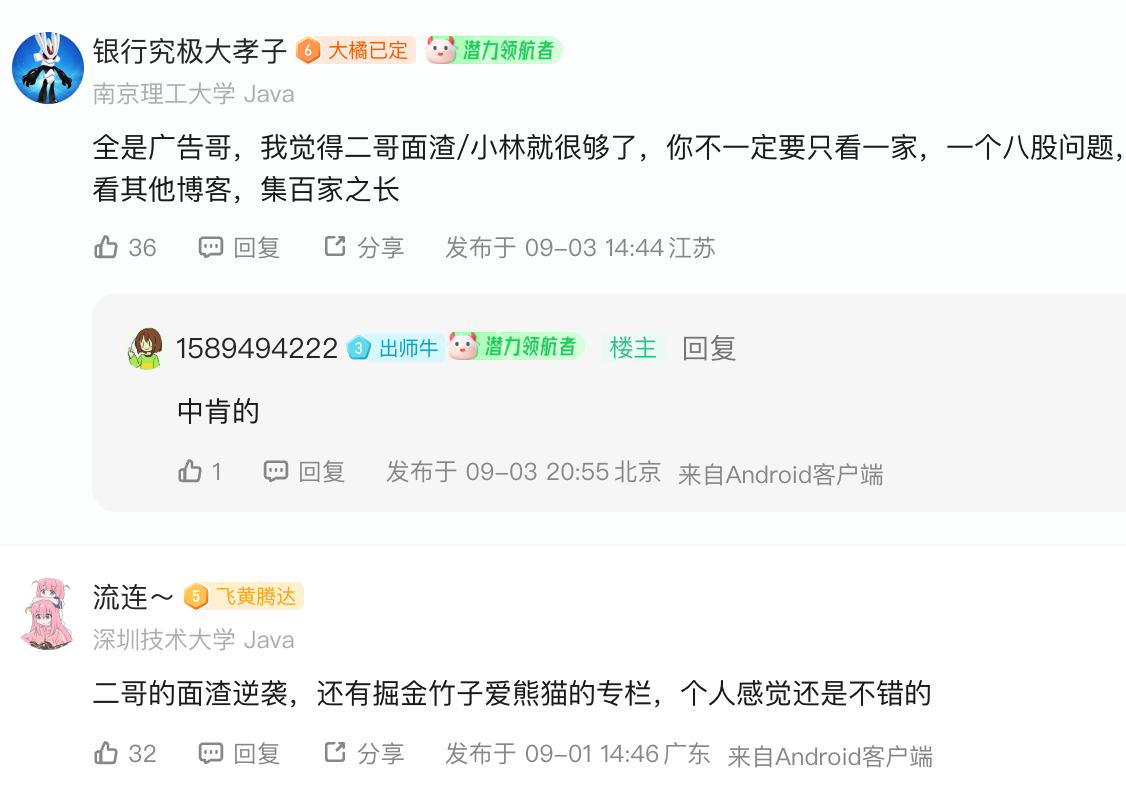 银行究极大孝子 6 大橘已定 潜力领航者
南京理工大学 Java
全是广告哥，我觉得二哥面渣/小林就很够了，你不一定要只看一家，一个八股问题，
看其他博客，集百家之长
36 回复 分享 发布于 09-03 14:44 江苏
1589494222 3 出师牛 潜力领航者 楼主 回复
中肯的
1 回复 发布于 09-03 20:55 北京 来自Android客户端
流连～ 5 飞黄腾达
深圳技术大学 Java
二哥的面渣逆袭，还有掘金竹子爱熊猫的专栏，个人感觉还是不错的
32 回复 分享 发布于 09-01 14:46 广东 来自Android客户端